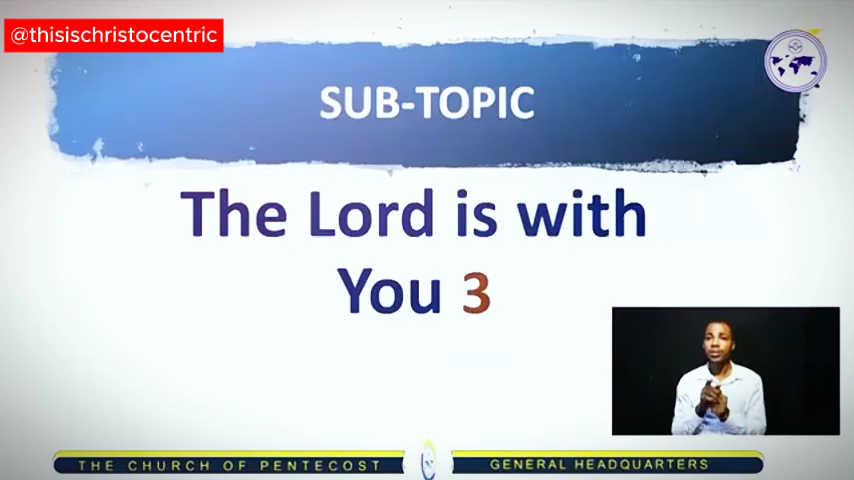 @thisischristocentric
SUB-TOPIC
The Lord is with
You 3
THE CHURCH OF PENTECOST
GENERAL HEADQUARTERS